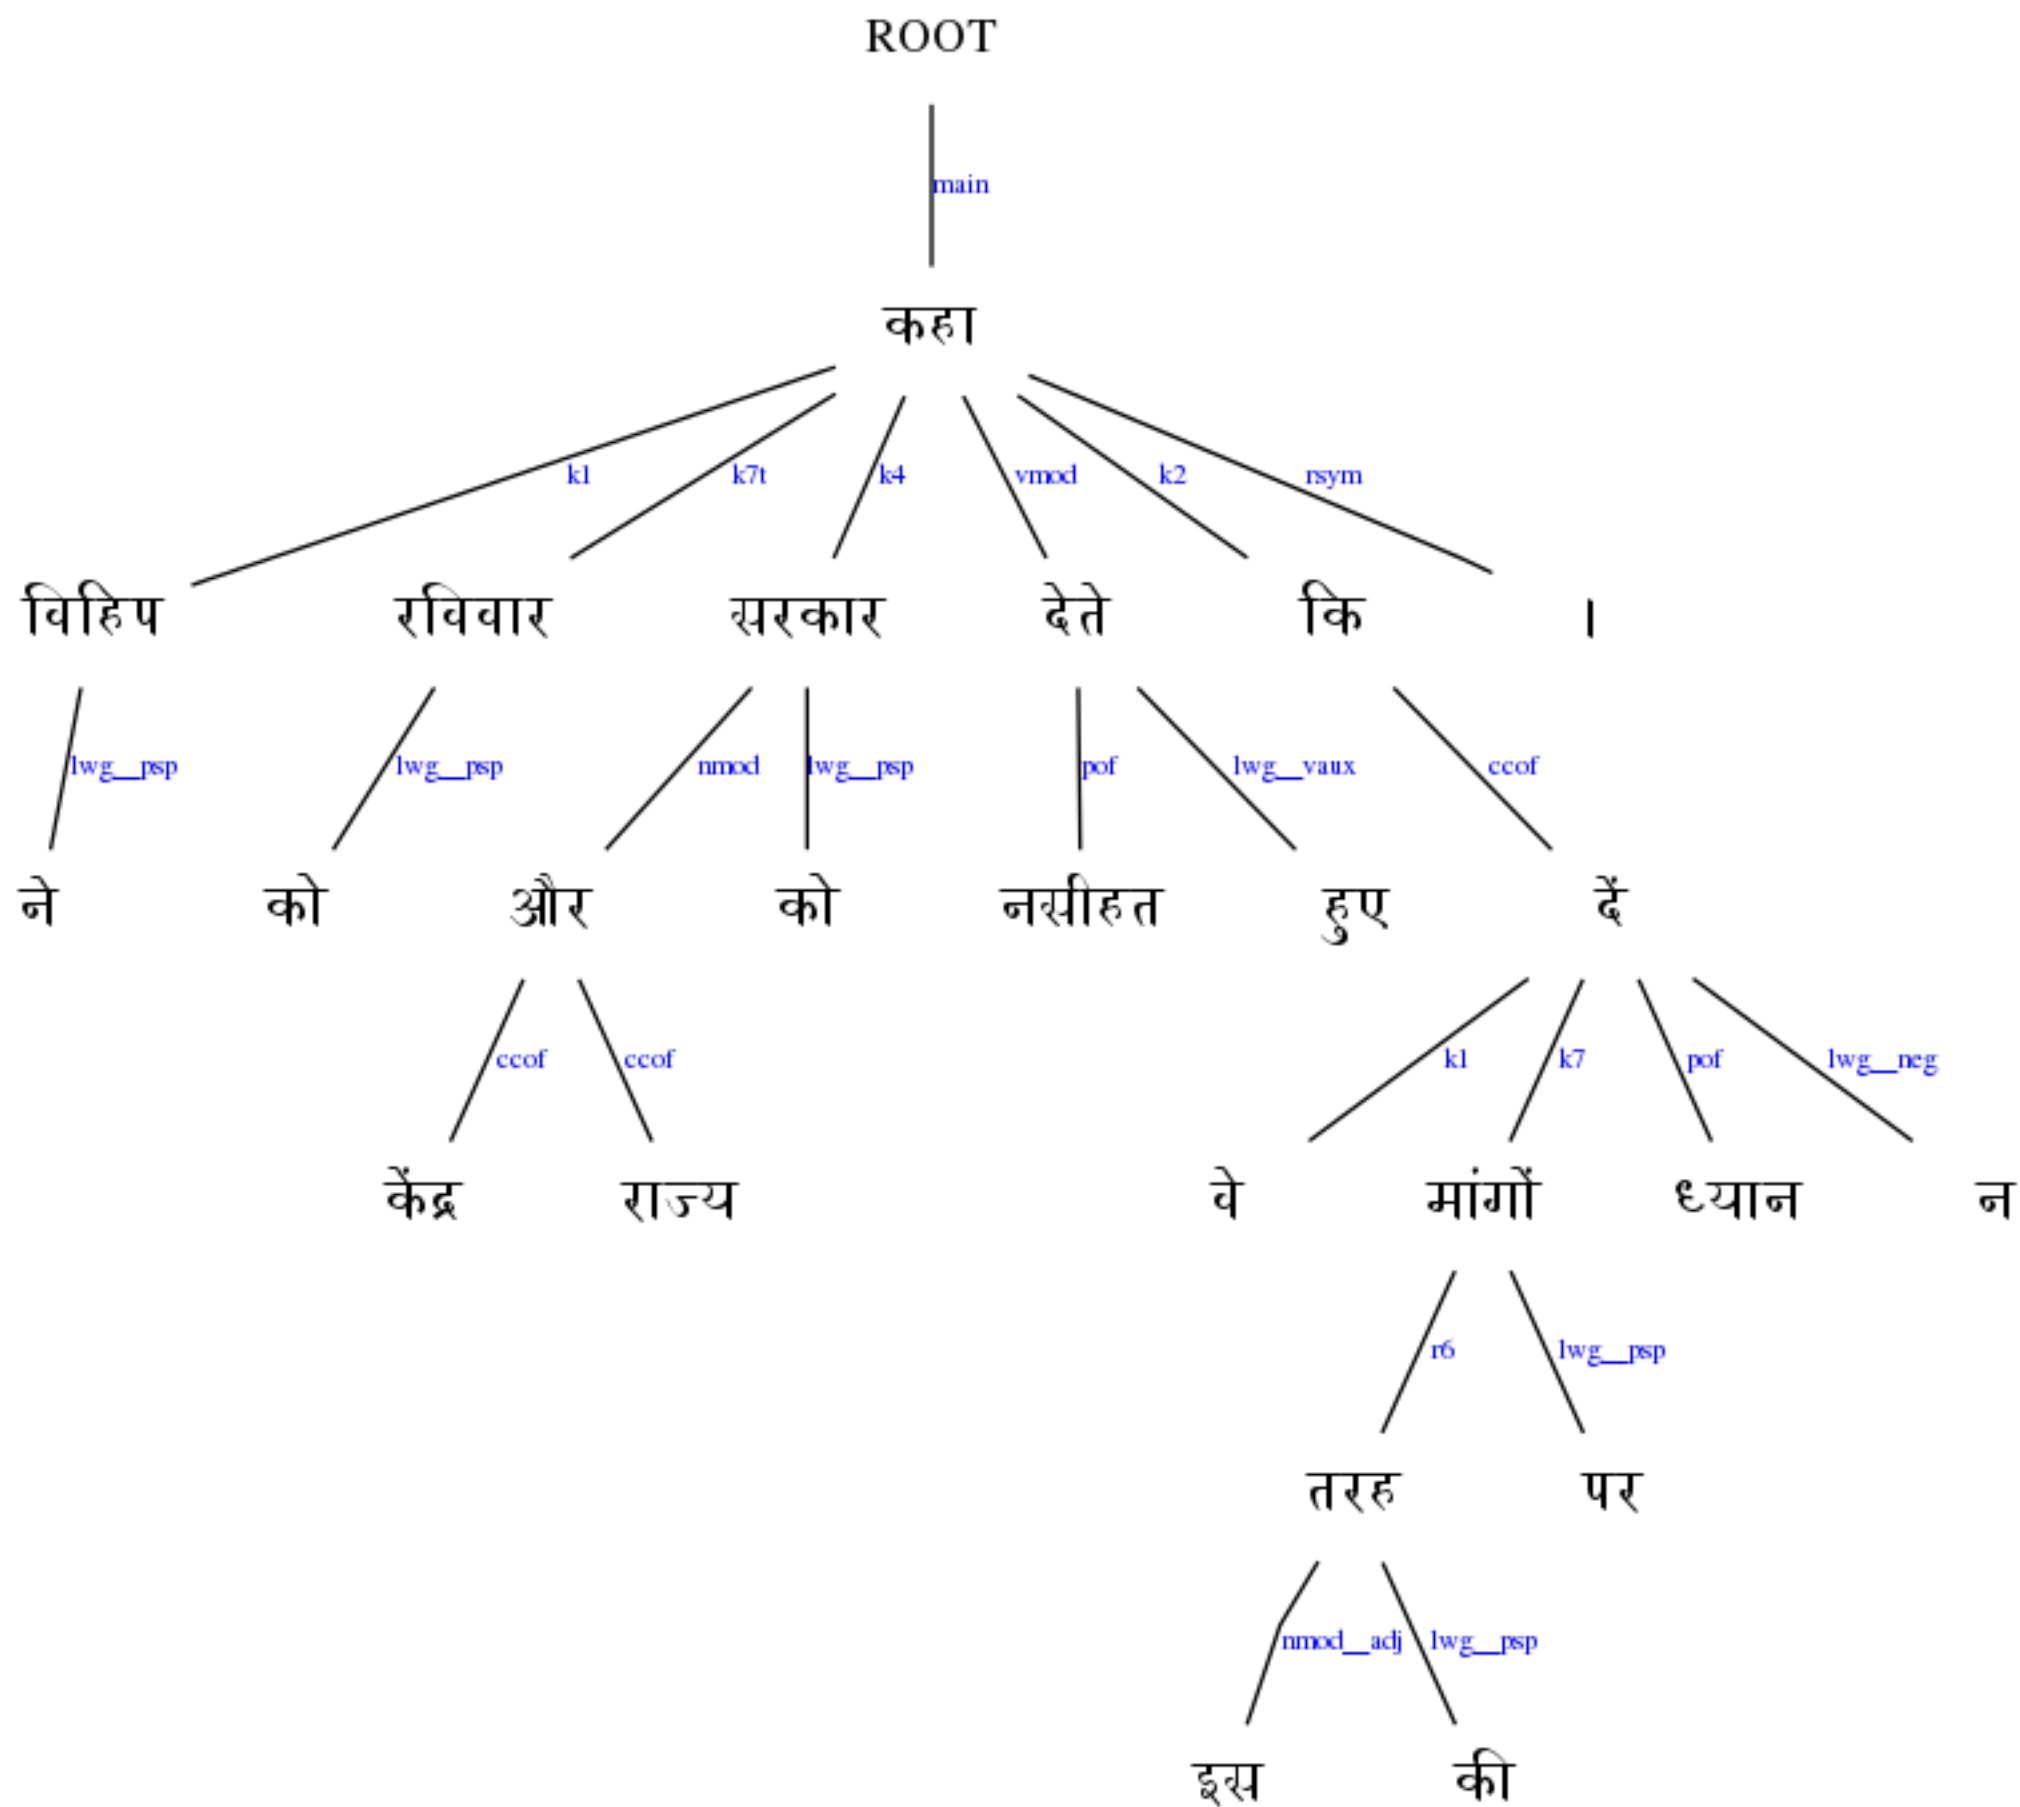 ROOT
main
कहा
k1 k7t k4 vmod k2 rsym
विहिप रविवार सरकार देते कि ।
lwg__psp lwg__psp nmod lwg__psp pof lwg__vaux ccof
ने को और को नसीहत हुए दें
ccof ccof k1 k7 pof lwg__neg
केंद्र राज्य वे मांगों ध्यान न
r6 lwg__psp
तरह पर
nmod__adj lwg__psp
इस की